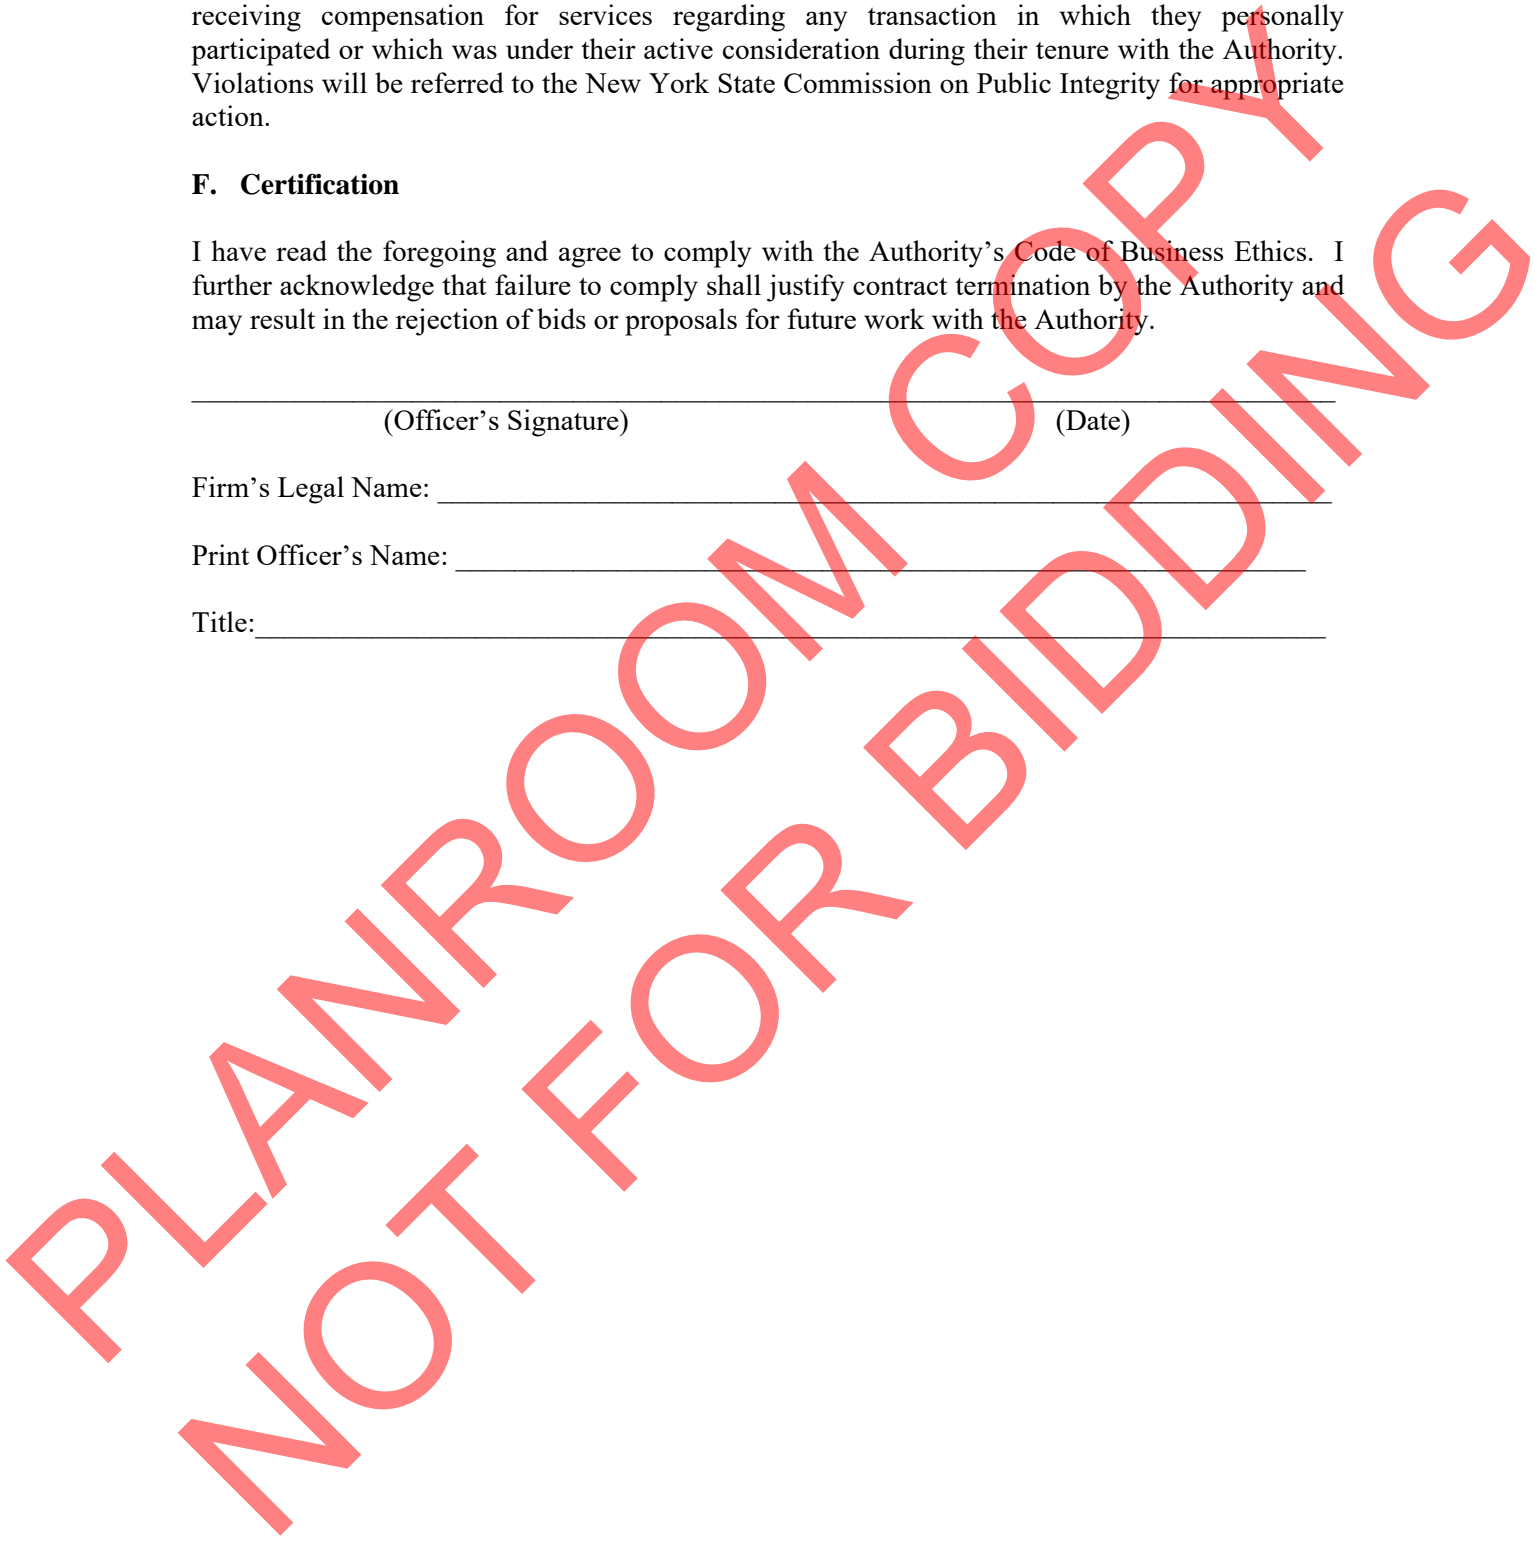 receiving compensation for services regarding any transaction in which they personally
participated or which was under their active consideration during their tenure with the Authority.
Violations will be referred to the New York State Commission on Public Integrity for appropriate
action.
F. Certification
I have read the foregoing and agree to comply with the Authority’s Code of Business Ethics. I
further acknowledge that failure to comply shall justify contract termination by the Authority and
may result in the rejection of bids or proposals for future work with the Authority.
(Officer’s Signature) (Date)
Firm’s Legal Name:
Print Officer’s Name:
Title:
PLANROOM COPY
NOT FOR BIDDING